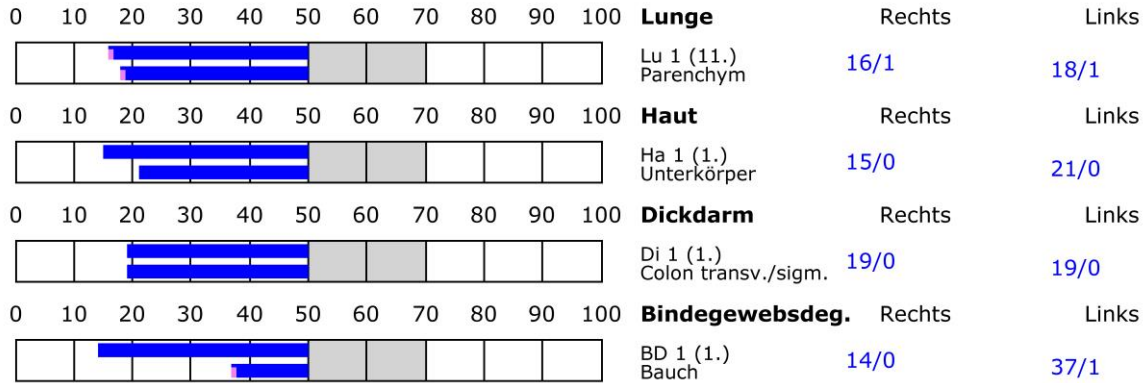 0 10 20 30 40 50 60 70 80 90 100 Lunge Rechts Links
Lu 1 (11.)
Parenchym 16/1 18/1
0 10 20 30 40 50 60 70 80 90 100 Haut Rechts Links
Ha 1 (1.)
Unterkörper 15/0 21/0
0 10 20 30 40 50 60 70 80 90 100 Dickdarm Rechts Links
Di 1 (1.)
Colon transv./sigm. 19/0 19/0
0 10 20 30 40 50 60 70 80 90 100 Bindegewebsdeg. Rechts Links
BD 1 (1.)
Bauch 14/0 37/1